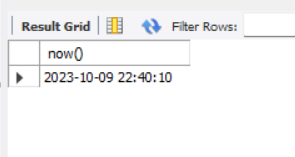 Result Grid Filter Rows:
now()
2023-10-09 22:40:10